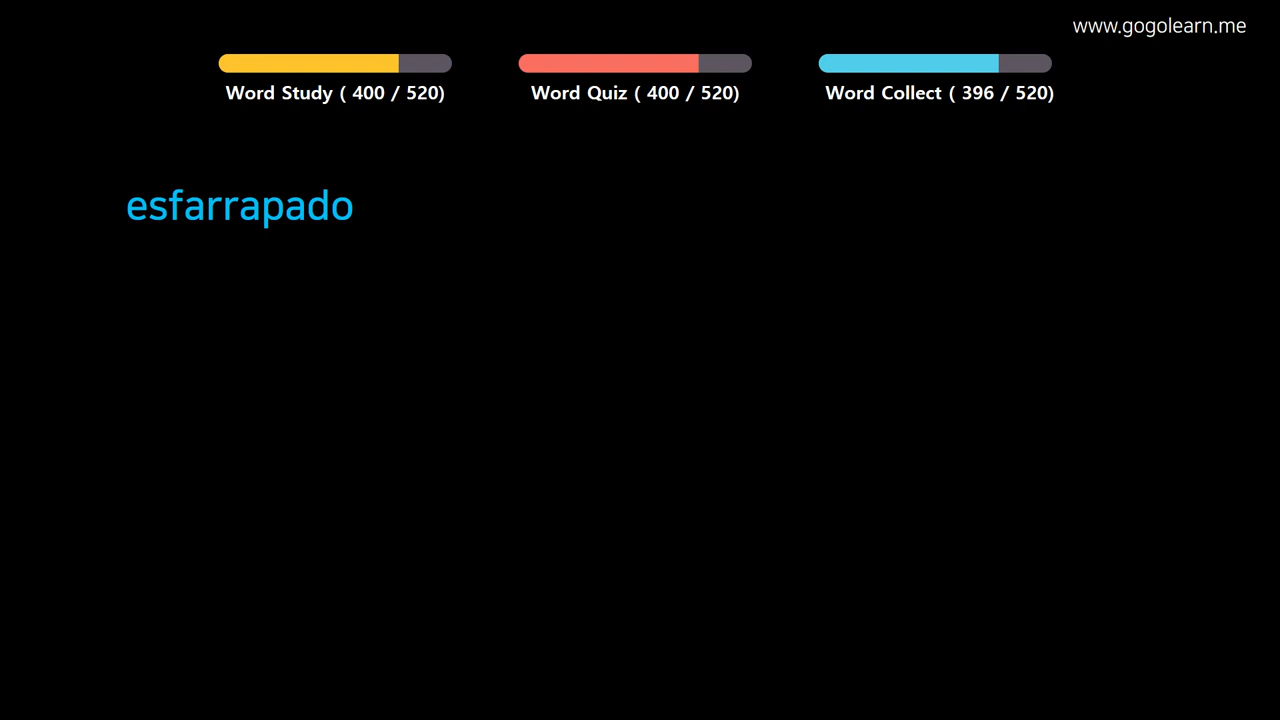 www.gogolearn.me
Word Study ( 400 / 520)
Word Quiz ( 400 / 520)
Word Collect ( 396 / 520)
esfarrapado